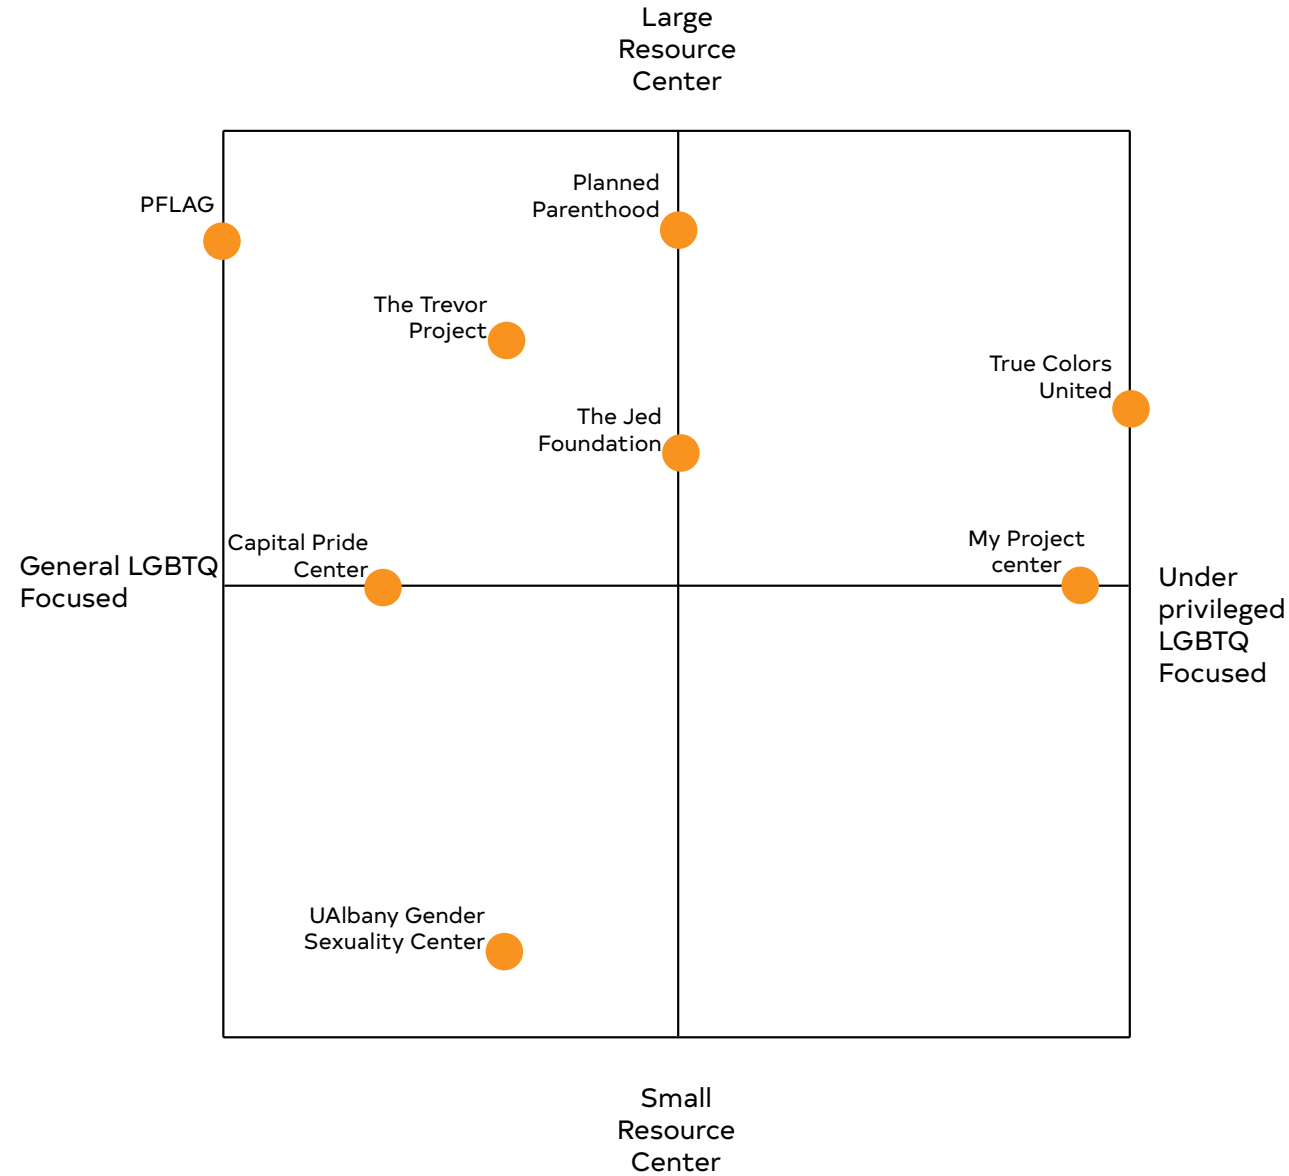 Large
Resource
Center
PFLAG
Planned
Parenthood
The Trevor
Project
True Colors
United
The Jed
Foundation
General LGBTQ
Focused
Capital Pride
Center
My Project
center
Under
privileged
LGBTQ
Focused
UAlbany Gender
Sexuality Center
Small
Resource
Center